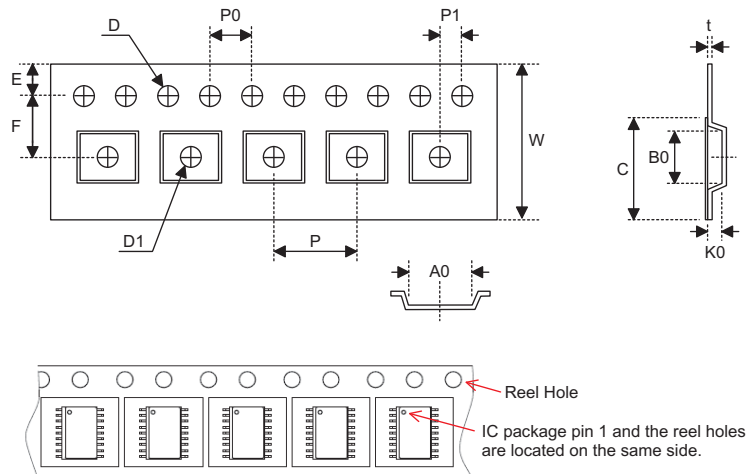 D
P0
P1
t
E
F
W
C
B0
D1
P
K0
A0
Reel Hole
IC package pin 1 and the reel holes
are located on the same side.